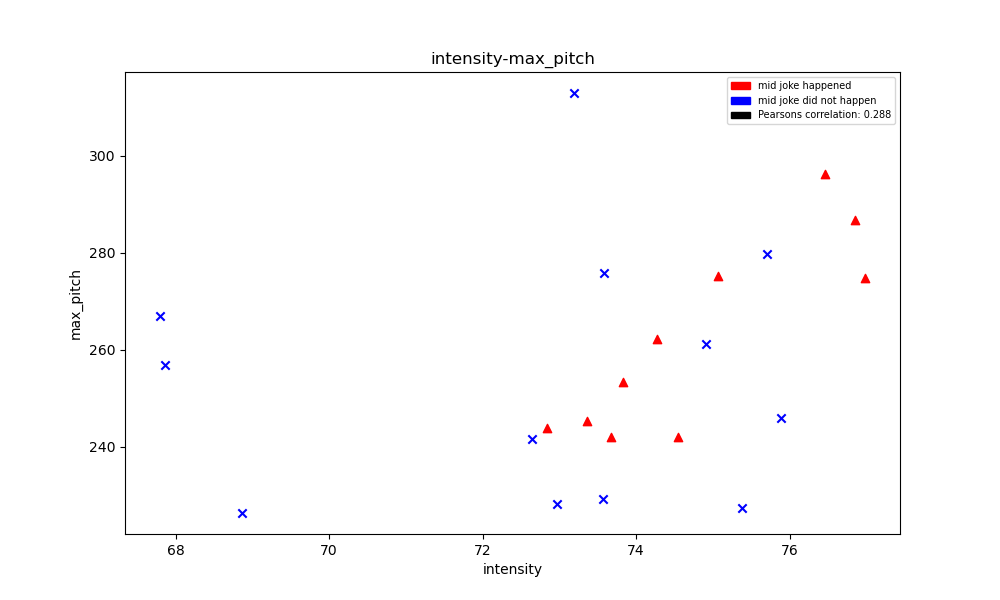 intensity-max_pitch
mid joke happened
mid joke did not happen
Pearsons correlation: 0.288
max_pitch
300
280
260
240
68 70 72 74 76
intensity